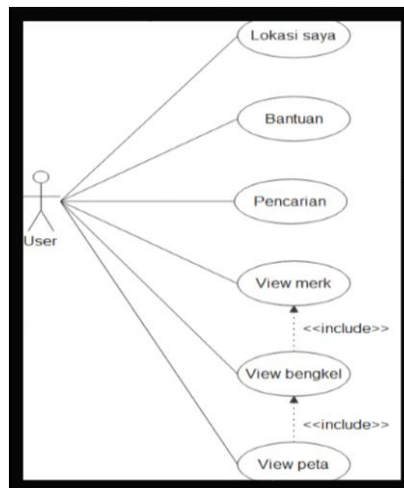 Lokasi saya
Bantuan
Pencarian
User
View merk
<<include>>
View bengkel
<<include>>
View peta